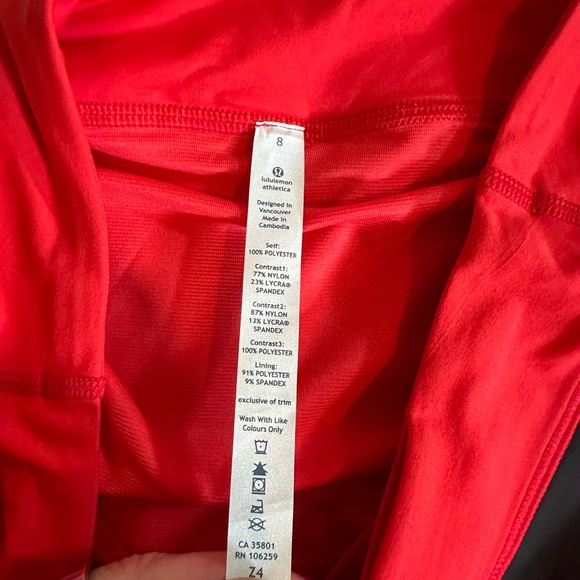 8
lululemon
athletica
Designed in
Vancouver
Made in
Cambodia
Self:
100% POLYESTER
Contrast1:
77% NYLON
23% LYCRA®
SPANDEX
Contrast2:
87% NYLON
13% LYCRA®
SPANDEX
Contrast3:
100% POLYESTER
Lining:
91% POLYESTER
9% SPANDEX
exclusive of trim
Wash With Like
Colours Only
CA 35801
RN 106259
Z4